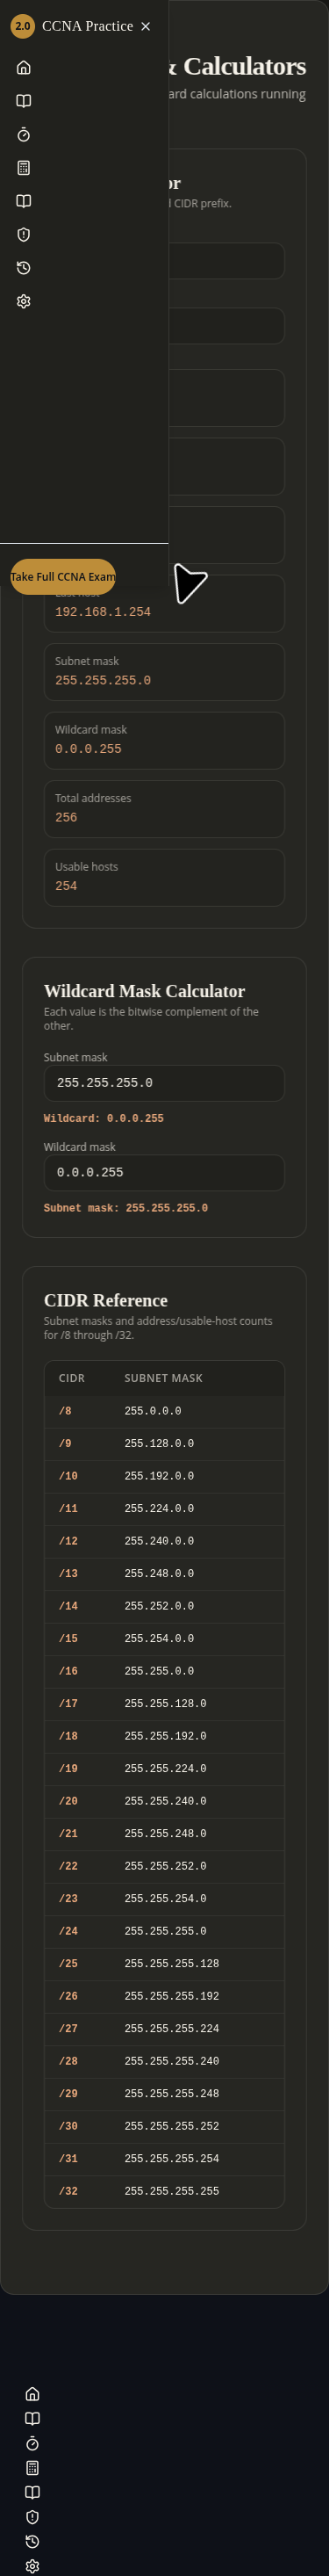 2.0 CCNA Practice
& Calculators
ard calculations running
or
l CIDR prefix.
Take Full CCNA Exam
192.168.1.254
Subnet mask
255.255.255.0
Wildcard mask
0.0.0.255
Total addresses
256
Usable hosts
254
Wildcard Mask Calculator
Each value is the bitwise complement of the
other.
Subnet mask
255.255.255.0
Wildcard: 0.0.0.255
Wildcard mask
0.0.0.255
Subnet mask: 255.255.255.0
CIDR Reference
Subnet masks and address/usable-host counts
for /8 through /32.
CIDR SUBNET MASK
/8 255.0.0.0
/9 255.128.0.0
/10 255.192.0.0
/11 255.224.0.0
/12 255.240.0.0
/13 255.248.0.0
/14 255.252.0.0
/15 255.254.0.0
/16 255.255.0.0
/17 255.255.128.0
/18 255.255.192.0
/19 255.255.224.0
/20 255.255.240.0
/21 255.255.248.0
/22 255.255.252.0
/23 255.255.254.0
/24 255.255.255.0
/25 255.255.255.128
/26 255.255.255.192
/27 255.255.255.224
/28 255.255.255.240
/29 255.255.255.248
/30 255.255.255.252
/31 255.255.255.254
/32 255.255.255.255